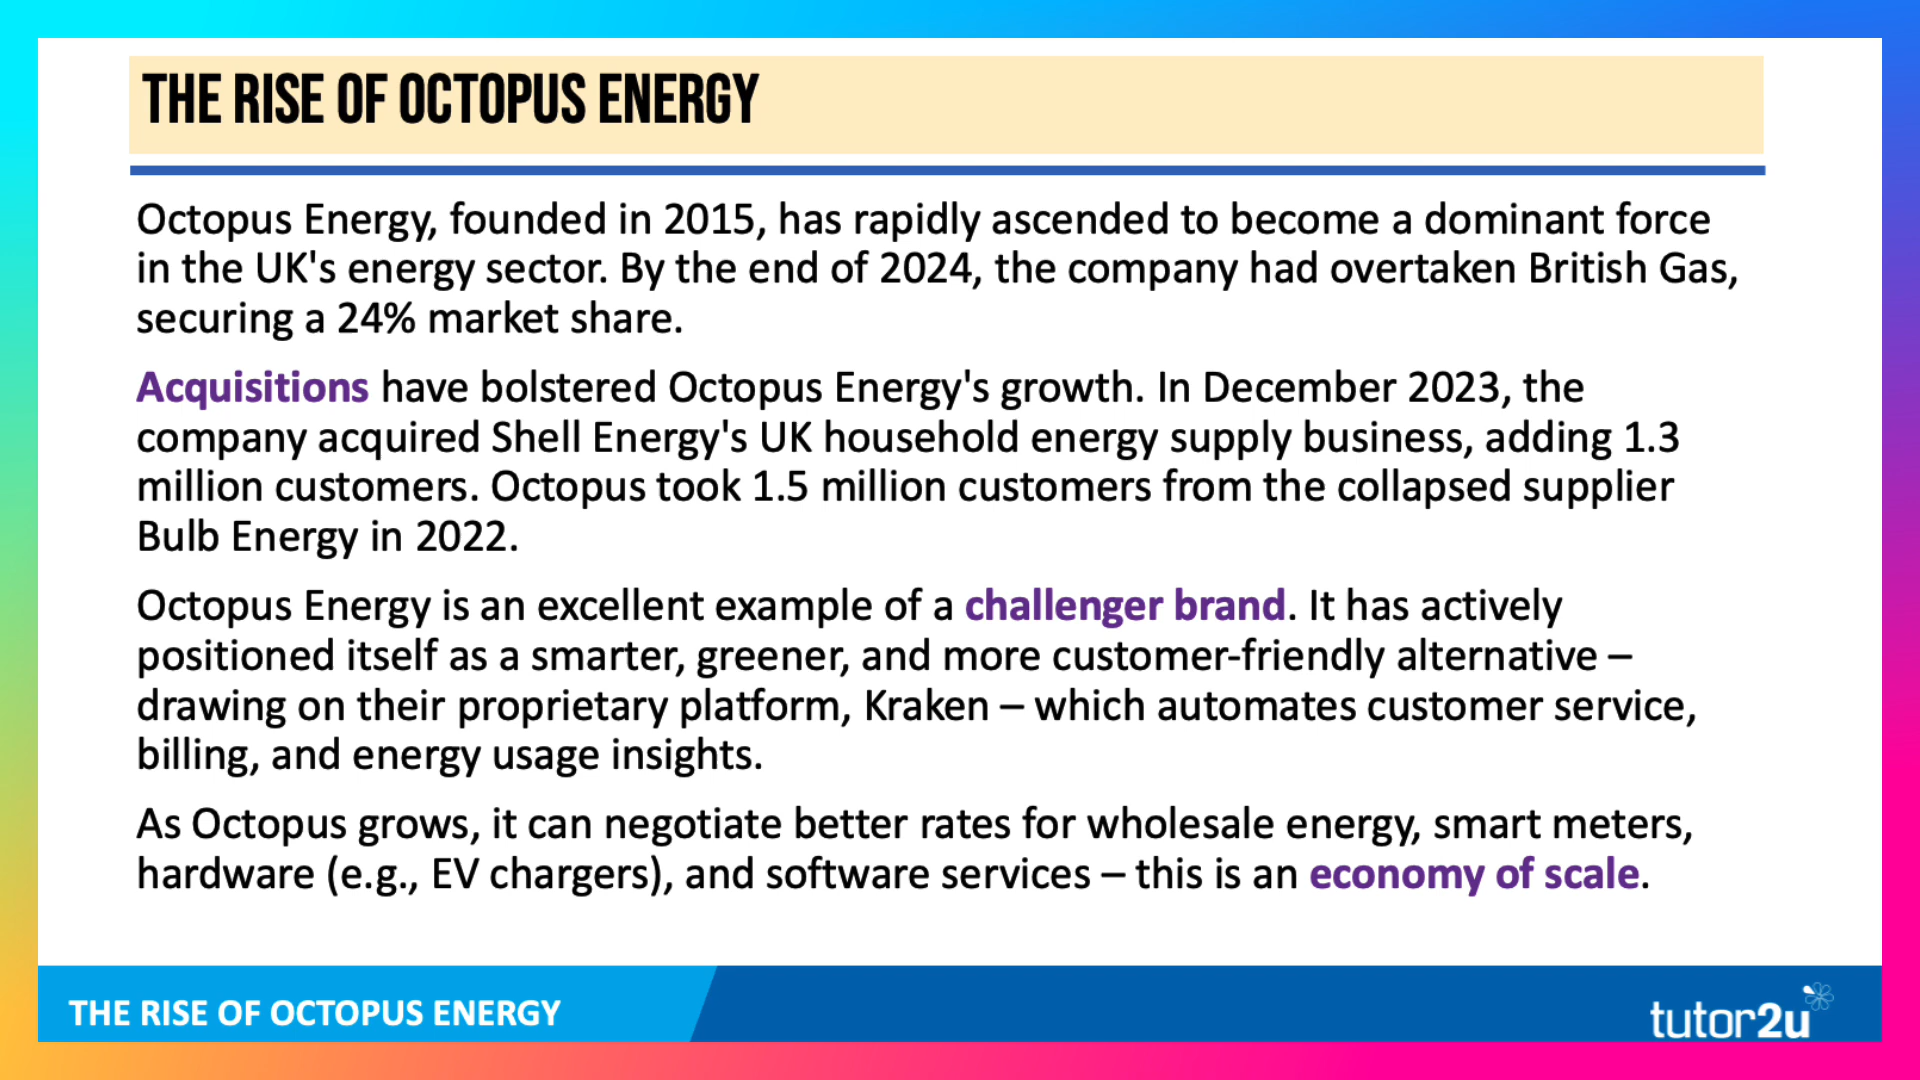 THE RISE OF OCTOPUS ENERGY
Octopus Energy, founded in 2015, has rapidly ascended to become a dominant force
in the UK's energy sector. By the end of 2024, the company had overtaken British Gas,
securing a 24% market share.
Acquisitions have bolstered Octopus Energy's growth. In December 2023, the
company acquired Shell Energy's UK household energy supply business, adding 1.3
million customers. Octopus took 1.5 million customers from the collapsed supplier
Bulb Energy in 2022.
Octopus Energy is an excellent example of a challenger brand. It has actively
positioned itself as a smarter, greener, and more customer-friendly alternative –
drawing on their proprietary platform, Kraken – which automates customer service,
billing, and energy usage insights.
As Octopus grows, it can negotiate better rates for wholesale energy, smart meters,
hardware (e.g., EV chargers), and software services – this is an economy of scale.
THE RISE OF OCTOPUS ENERGY
tutor2u